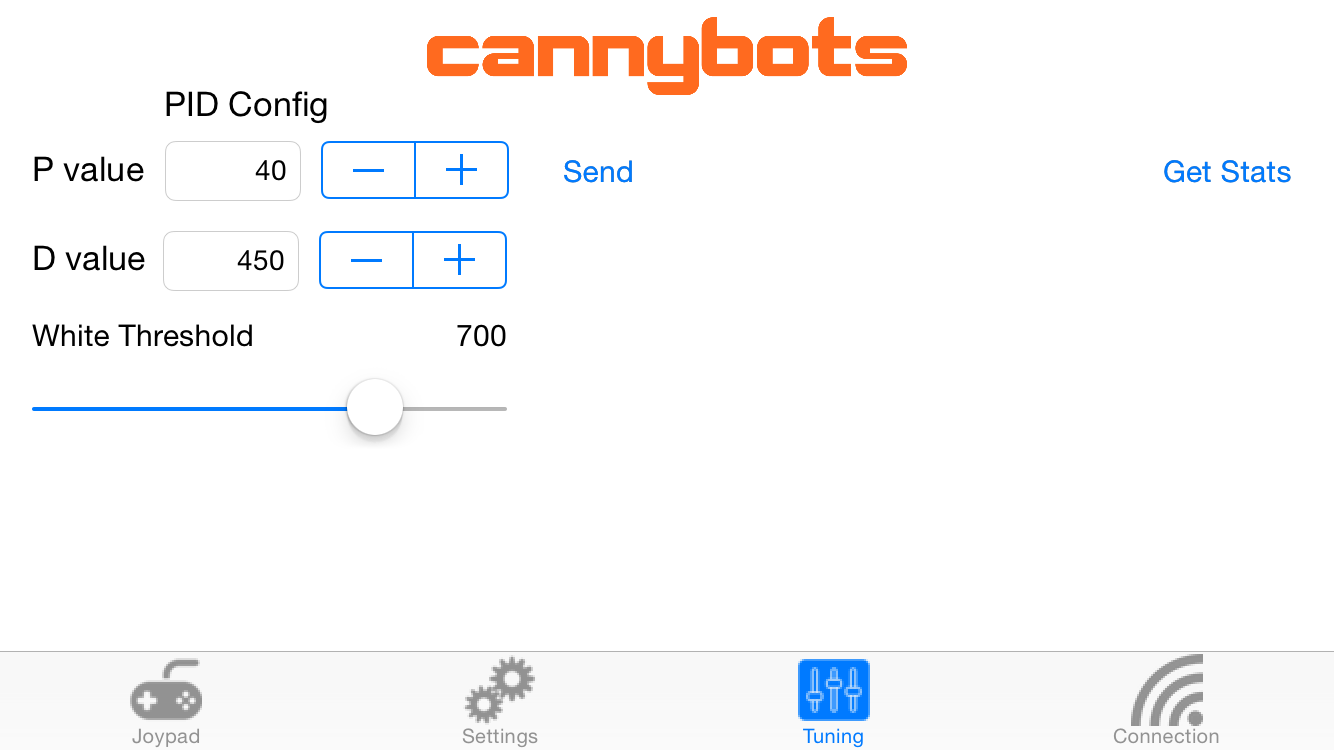 cannybots
PID Config
P value 40 Send Get Stats
D value 450
White Threshold 700
Joypad Settings Tuning Connection